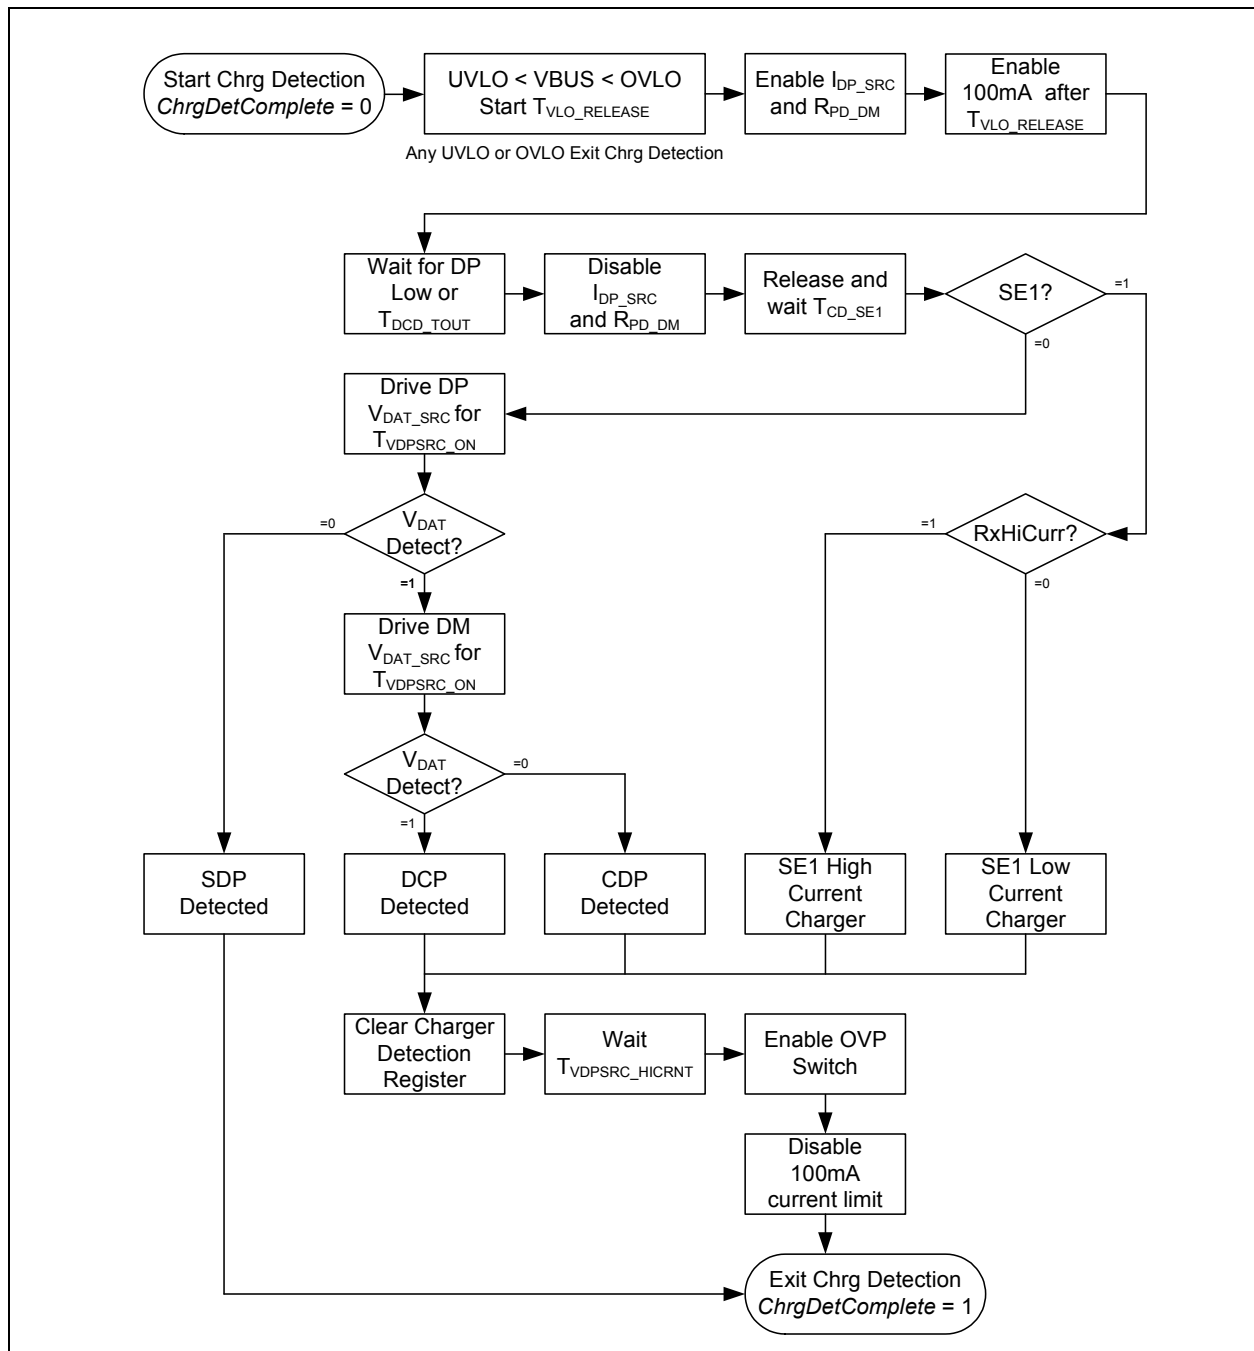 Start Chrg Detection
ChrgDetComplete = 0
UVLO < VBUS < OVLO
Start TVLO_RELEASE
Enable IDP_SRC
and RPD_DM
Enable
100mA after
TVLO_RELEASE
Any UVLO or OVLO Exit Chrg Detection
Wait for DP
Low or
TDCD_TOUT
Disable
IDP_SRC
and RPD_DM
Release and
wait TCD_SE1
SE1?
=1
=0
Drive DP
VDAT_SRC for
TVDPSRC_ON
VDAT
Detect?
=0
=1
RxHiCurr?
=1
=0
Drive DM
VDAT_SRC for
TVDPSRC_ON
VDAT
Detect?
=0
=1
SDP
Detected
DCP
Detected
CDP
Detected
SE1 High
Current
Charger
SE1 Low
Current
Charger
Clear Charger
Detection
Register
Wait
TVDPSRC_HICRNT
Enable OVP
Switch
Disable
100mA
current limit
Exit Chrg Detection
ChrgDetComplete = 1